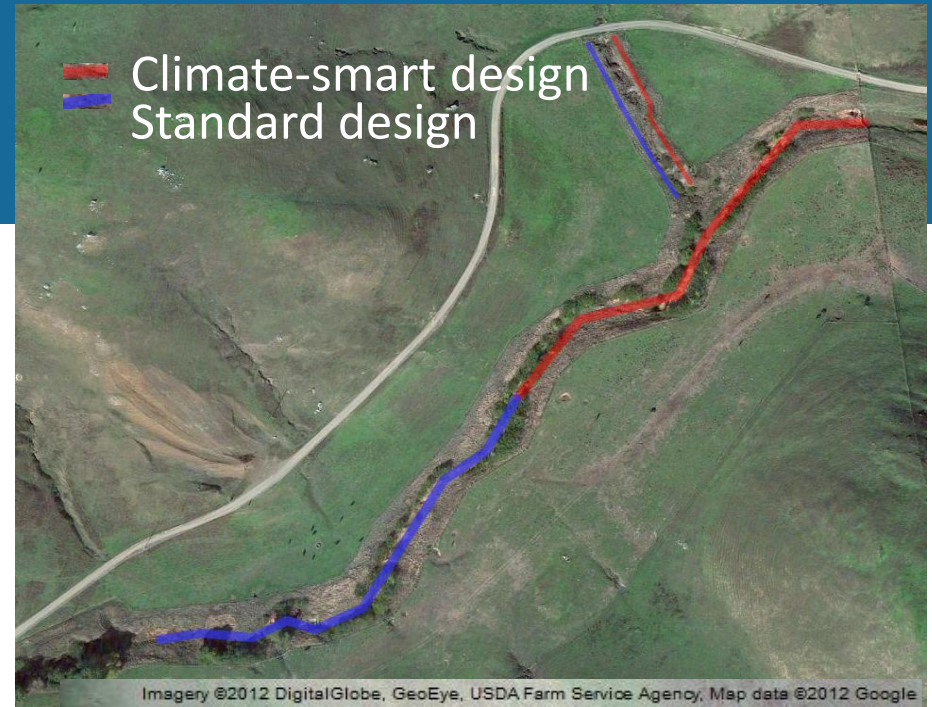 Climate-smart design
Standard design
Imagery ©2012 DigitalGlobe, GeoEye, USDA Farm Service Agency, Map data ©2012 Google